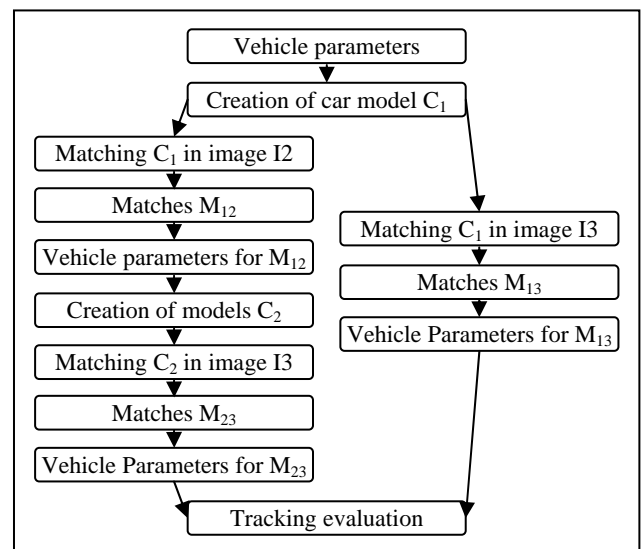 Vehicle parameters
Creation of car model C₁
Matching C₁ in image I2
Matches M₁₂
Vehicle parameters for M₁₂
Creation of models C₂
Matching C₂ in image I3
Matches M₂₃
Vehicle Parameters for M₂₃
Matching C₁ in image I3
Matches M₁₃
Vehicle Parameters for M₁₃
Tracking evaluation